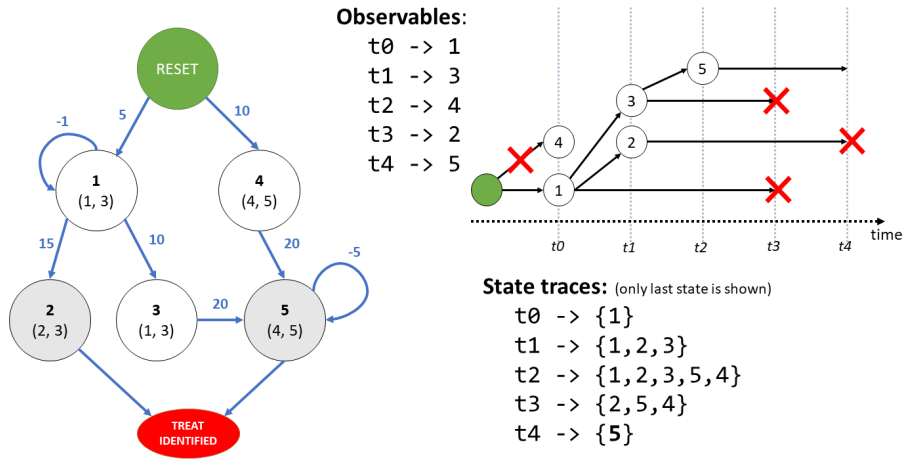 RESET
5
10
-1
1
(1, 3)
4
(4, 5)
15
10
20
-5
2
(2, 3)
3
(1, 3)
20
5
(4, 5)
TREAT
IDENTIFIED
Observables:
t0 -> 1
t1 -> 3
t2 -> 4
t3 -> 2
t4 -> 5
5
3
4
2
1
time
t0
t1
t2
t3
t4
State traces: (only last state is shown)
t0 -> {1}
t1 -> {1,2,3}
t2 -> {1,2,3,5,4}
t3 -> {2,5,4}
t4 -> {5}